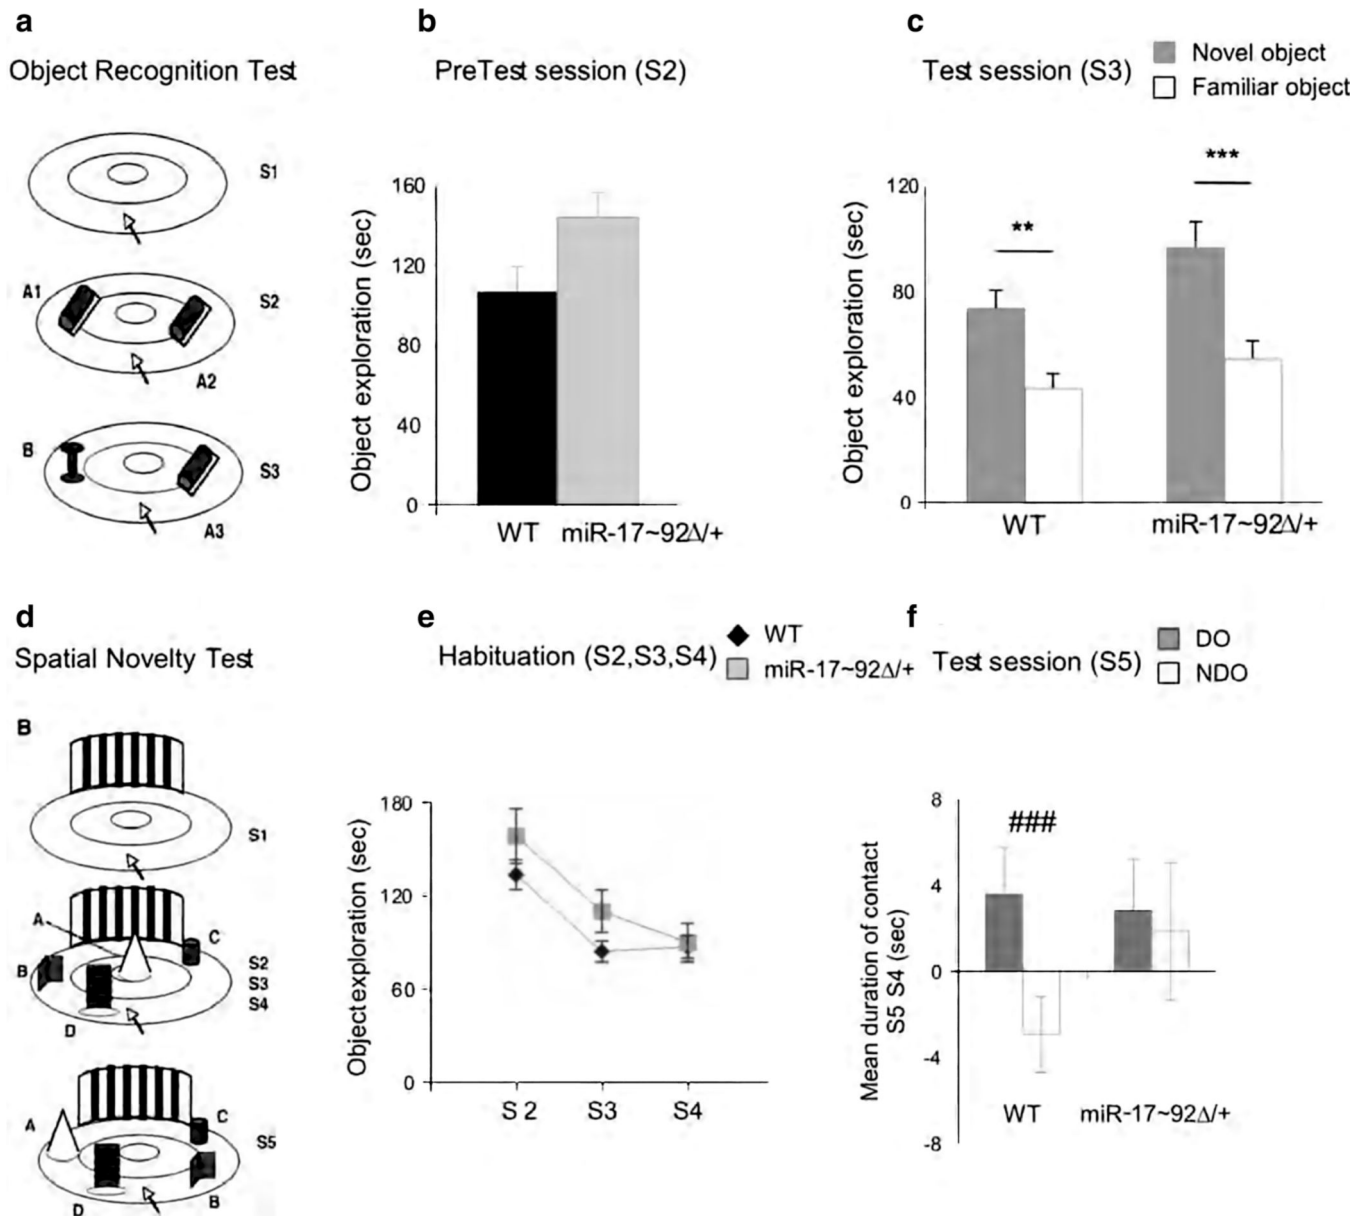 a
Object Recognition Test
S1
A1
S2
A2
B
S3
A3
b
PreTest session (S2)
Object exploration (sec)
160
120
80
40
0
WT
miR-17~92Δ/+
c
Test session (S3)
Novel object
Familiar object
Object exploration (sec)
120
80
40
0
**
***
WT
miR-17~92Δ/+
d
Spatial Novelty Test
B
S1
A
C
B
S2
S3
S4
D
A
C
S5
D
B
e
Habituation (S2,S3,S4)
WT
miR-17~92Δ/+
Object exploration (sec)
180
120
60
0
S 2
S3
S4
f
Test session (S5)
DO
NDO
Mean duration of contact
S5 S4 (sec)
8
4
0
-4
-8
###
WT
miR-17~92Δ/+